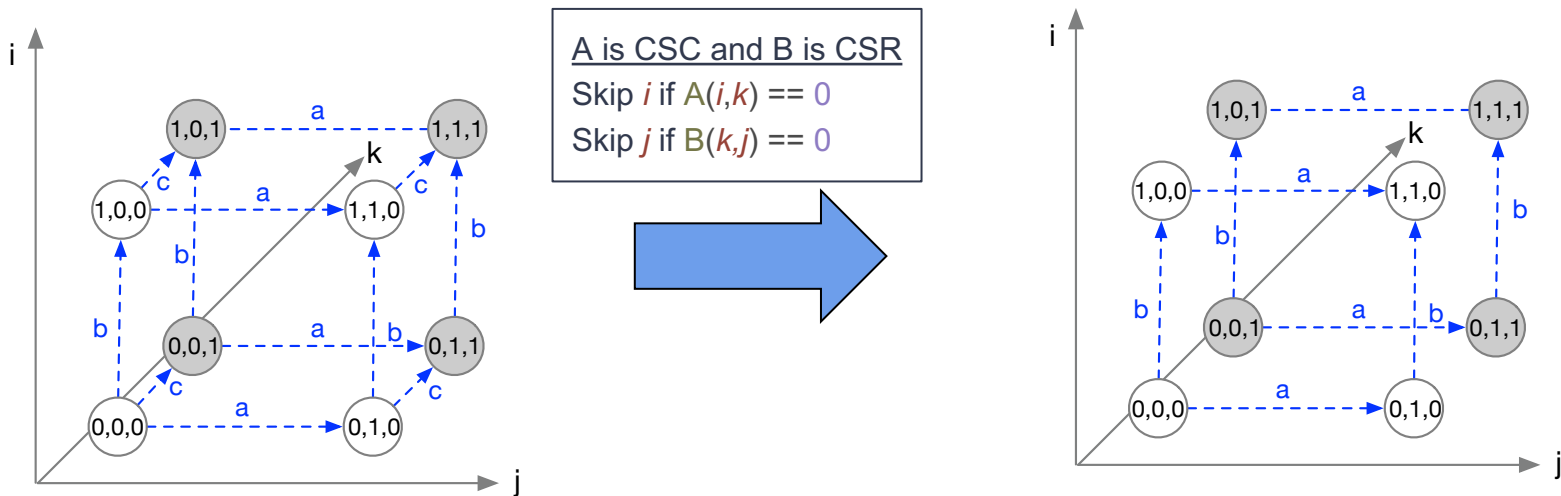 i
1,0,1
a
1,1,1
k
c
c
1,0,0
a
1,1,0
b
b
b
0,0,1
a
b
0,1,1
c
c
0,0,0
a
0,1,0
j
A is CSC and B is CSR
Skip i if A(i,k) == 0
Skip j if B(k,j) == 0
i
1,0,1
a
1,1,1
k
1,0,0
a
1,1,0
b
b
b
0,0,1
a
b
0,1,1
0,0,0
a
0,1,0
j